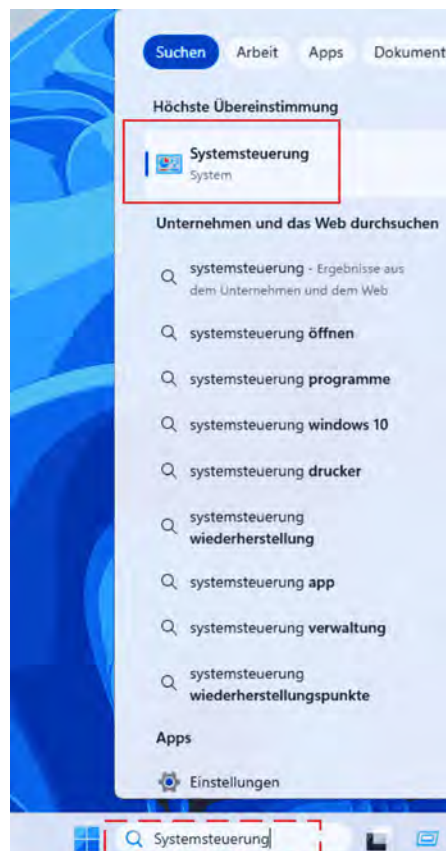 Suchen Arbeit Apps Dokument
Höchste Übereinstimmung
Systemsteuerung
System
Unternehmen und das Web durchsuchen
systemsteuerung - Ergebnisse aus
dem Unternehmen und dem Web
systemsteuerung öffnen
systemsteuerung programme
systemsteuerung windows 10
systemsteuerung drucker
systemsteuerung
wiederherstellung
systemsteuerung app
systemsteuerung verwaltung
systemsteuerung
wiederherstellungspunkte
Apps
Einstellungen
Systemsteuerung